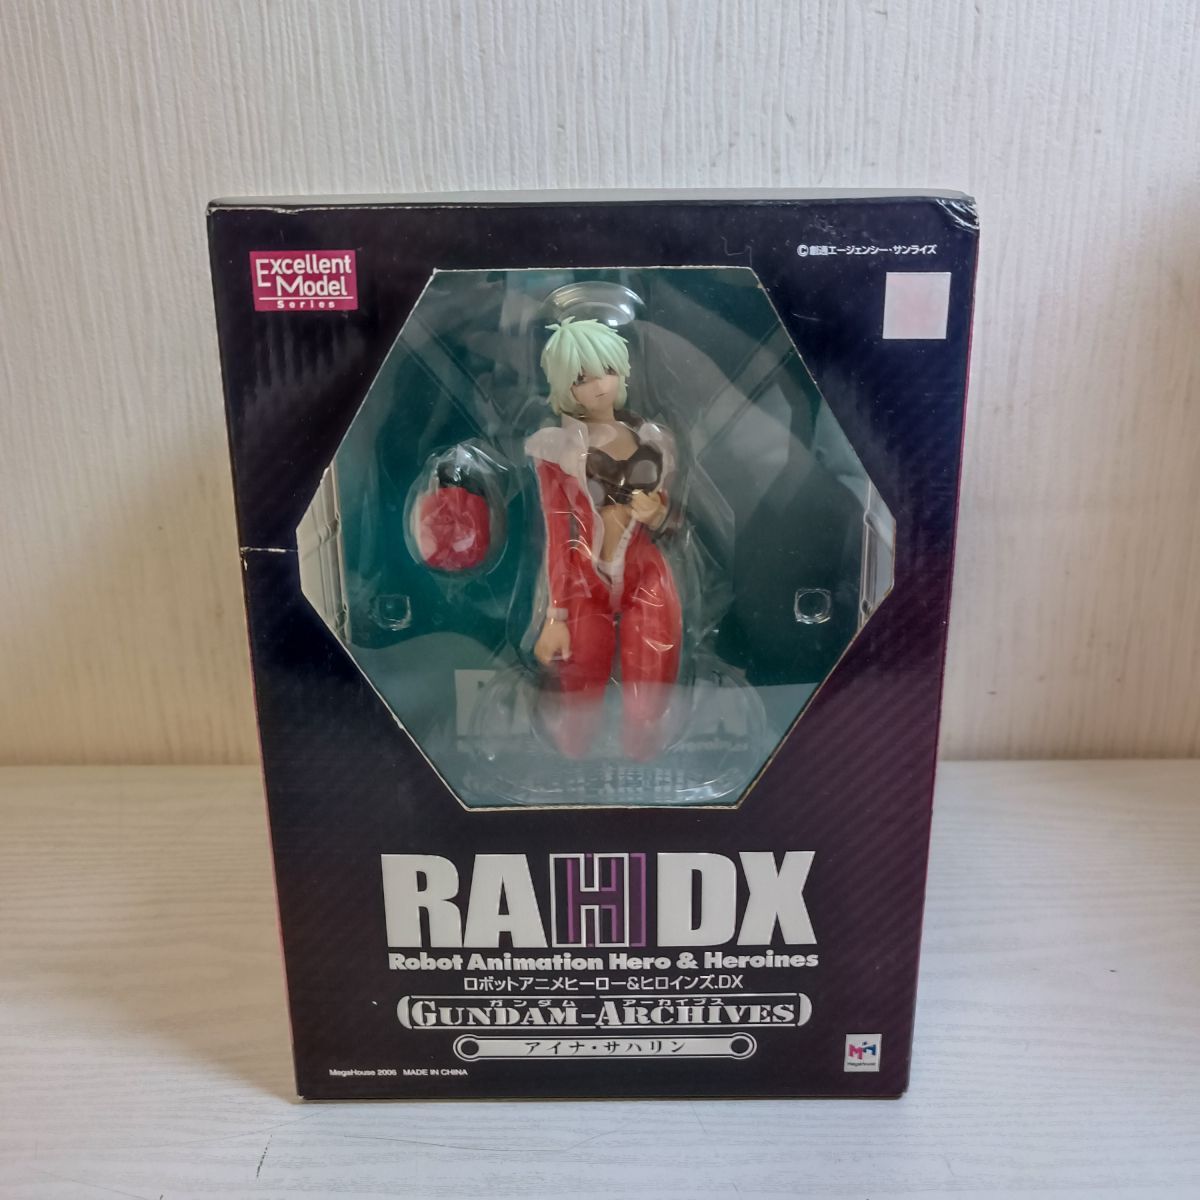 Excellent
Model
Series
©創通エージェンシー・サンライズ
RAH DX
Robot Animation Hero & Heroines
ロボットアニメヒーロー&ヒロインズ.DX
ガンダム アーカイブス
GUNDAM-ARCHIVES
アイナ・サハリン
MegaHouse 2006 MADE IN CHINA
MegaHouse